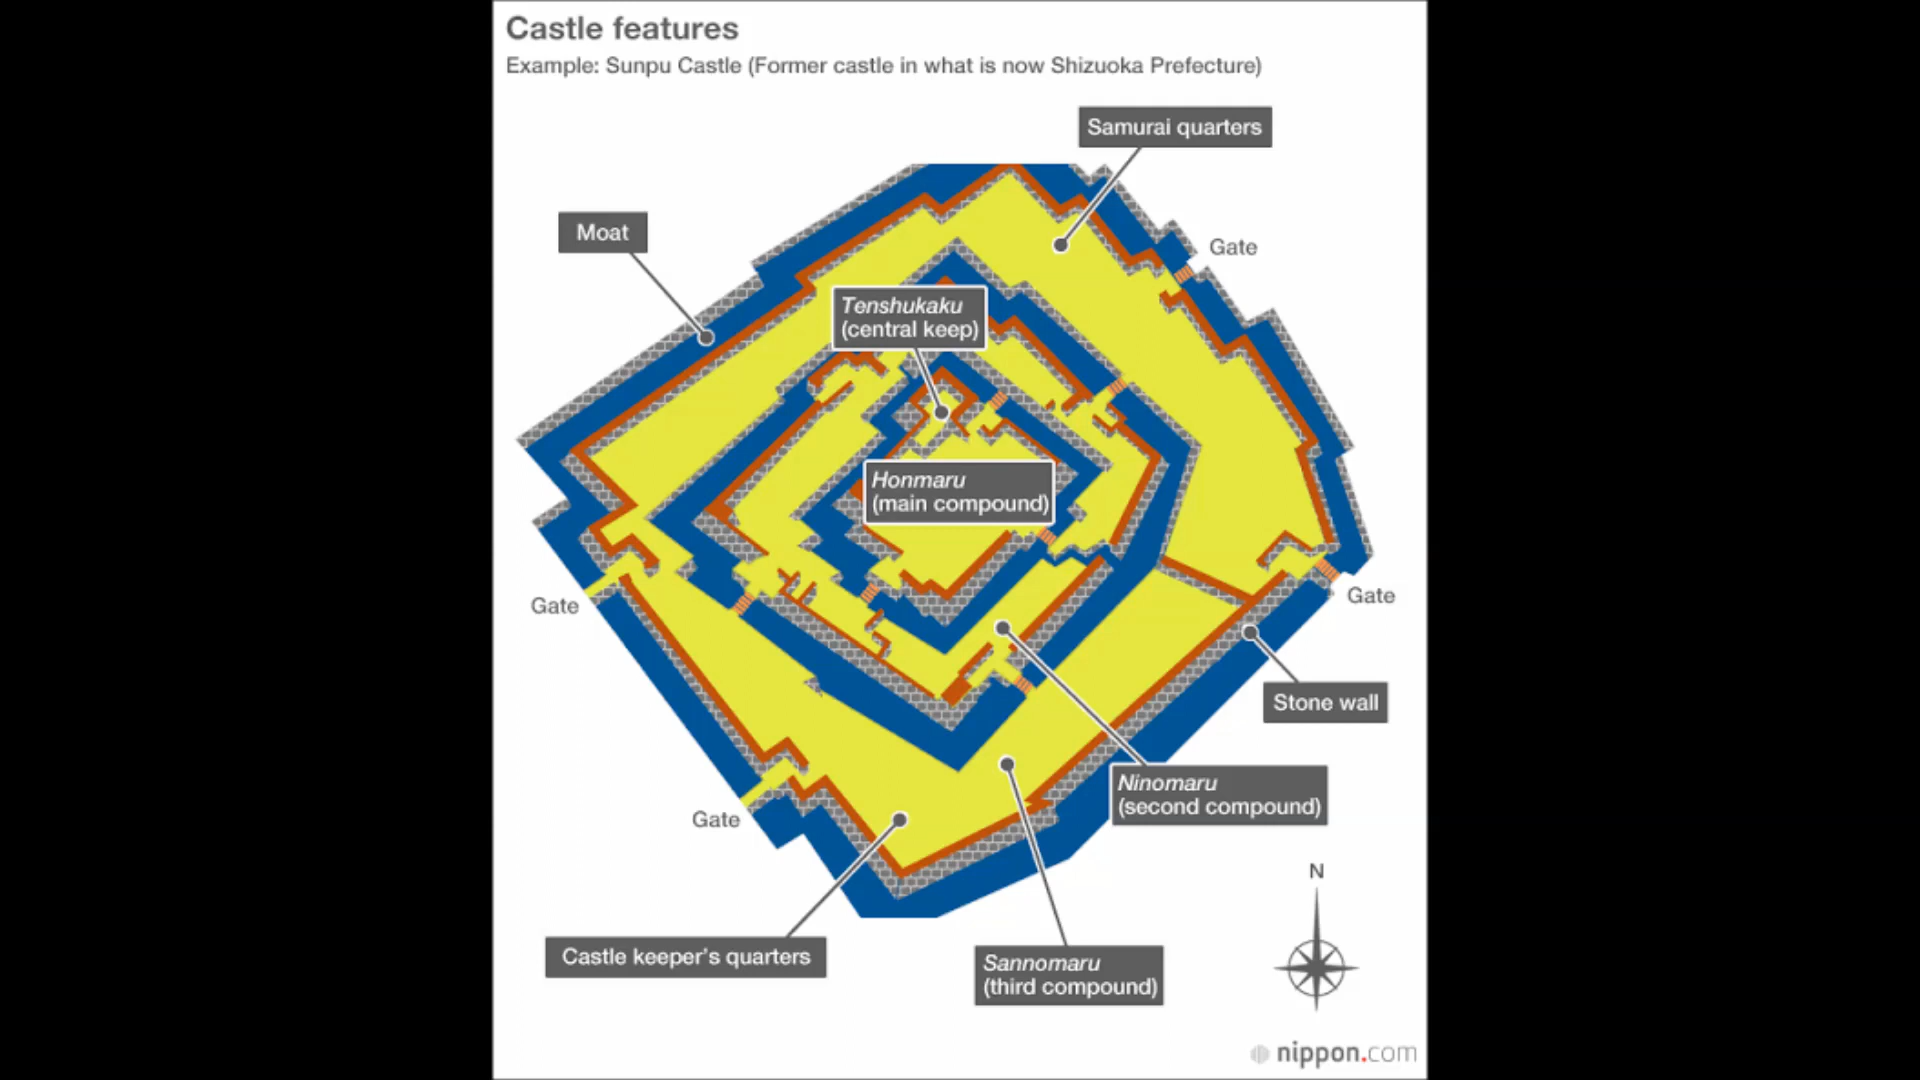 Castle features
Example: Sunpu Castle (Former castle in what is now Shizuoka Prefecture)
Samurai quarters
Moat
Gate
Tenshukaku
(central keep)
Honmaru
(main compound)
Gate
Gate
Stone wall
Ninomaru
(second compound)
Gate
N
Castle keeper's quarters
Sannomaru
(third compound)
nippon.com